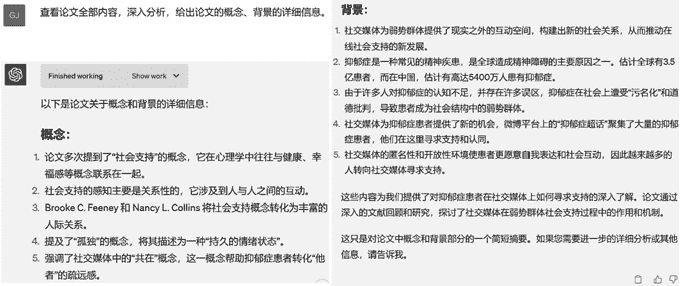 GJ
查看论文全部内容，深入分析，给出论文的概念、背景的详细信息。
Finished working Show work
以下是论文关于概念和背景的详细信息：
概念：
1. 论文多次提到了“社会支持”的概念，它在心理学中往往与健康、幸
福感等概念联系在一起。
2. 社会支持的感知主要是关系性的，它涉及到人与人之间的互动。
3. Brooke C. Feeney 和 Nancy L. Collins 将社会支持概念转化为丰富的
人际关系。
4. 提及了“孤独”的概念，将其描述为一种“持久的情绪状态”。
5. 强调了社交媒体中的“共在”概念，这一概念帮助抑郁症患者转化“他
者”的疏远感。
背景：
1. 社交媒体为弱势群体提供了现实之外的互动空间，构建出新的社会关系，从而推动在
线社会支持的新发展。
2. 抑郁症是一种常见的精神疾患，是全球造成精神障碍的主要原因之一。估计全球有3.5
亿患者，而在中国，估计有高达5400万人患有抑郁症。
3. 由于许多人对抑郁症的认知不足，并存在许多误区，抑郁症在社会上遭受“污名化”和道
德批判，导致患者成为社会结构中的弱势群体。
4. 社交媒体为抑郁症患者提供了新的机会，微博平台上的“抑郁症超话”聚集了大量的抑郁
症患者，他们在这里寻求支持和认同。
5. 社交媒体的匿名性和开放性环境使患者更愿意自我表达和社会互动，因此越来越多的
人转向社交媒体寻求支持。
这些内容为我们提供了对抑郁症患者在社交媒体上如何寻求支持的深入了解。论文通过
深入的文献回顾和研究，探讨了社交媒体在弱势群体社会支持过程中的作用和机制。
这只是对论文中概念和背景部分的一个简短摘要。如果您需要进一步的详细分析或其他
信息，请告诉我。